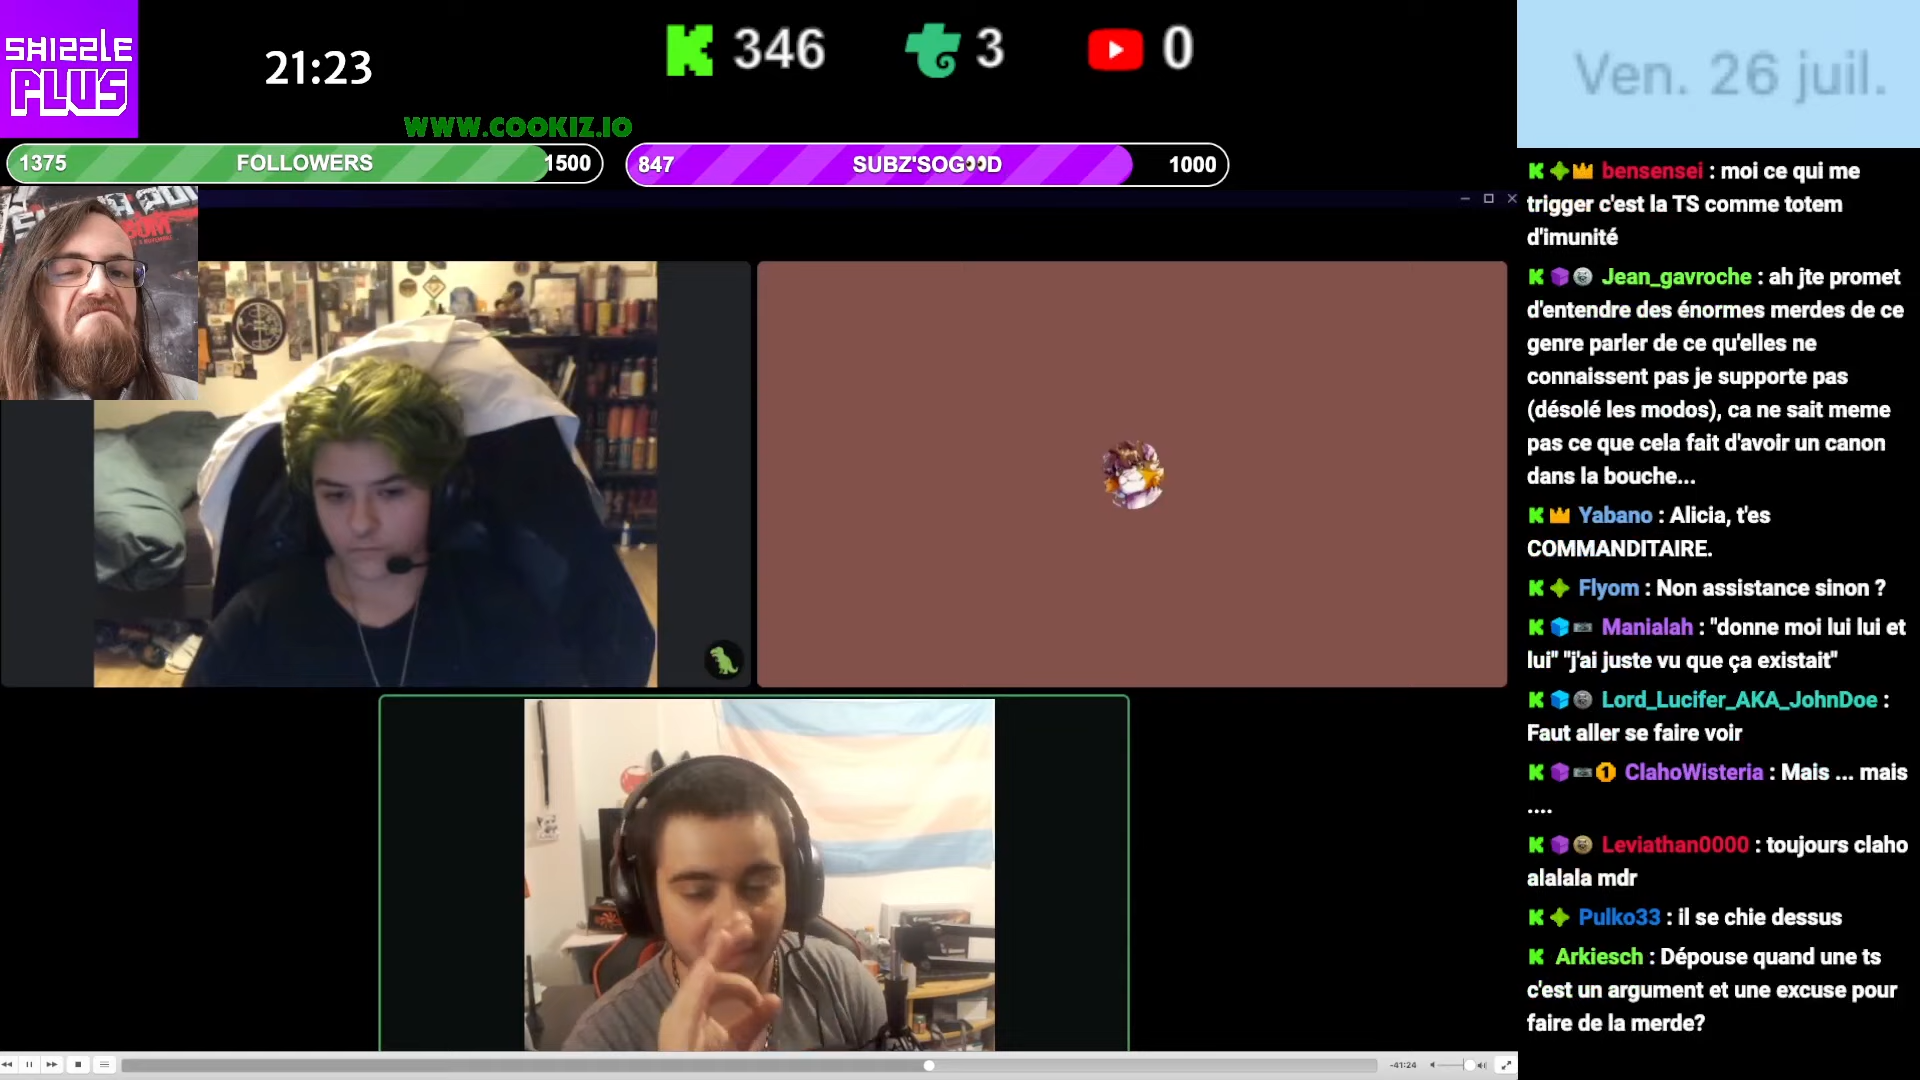 SHIZZLE
PLUS
21:23
346
3
0
Ven. 26 juil.
WWW.COOKIZ.IO
1375 FOLLOWERS 1500
847 SUBZ'SOG👀D 1000
bensensei : moi ce qui me
trigger c'est la TS comme totem
d'imunité
Jean_gavroche : ah jte promet
d'entendre des énormes merdes de ce
genre parler de ce qu'elles ne
connaissent pas je supporte pas
(désolé les modos), ca ne sait meme
pas ce que cela fait d'avoir un canon
dans la bouche...
Yabano : Alicia, t'es
COMMANDITAIRE.
Flyom : Non assistance sinon ?
Manialah : "donne moi lui lui et
lui" "j'ai juste vu que ça existait"
Lord_Lucifer_AKA_JohnDoe :
Faut aller se faire voir
ClahoWisteria : Mais ... mais
....
Leviathan0000 : toujours claho
alalala mdr
Pulko33 : il se chie dessus
Arkiesch : Dépouse quand une ts
c'est un argument et une excuse pour
faire de la merde?
-41:24